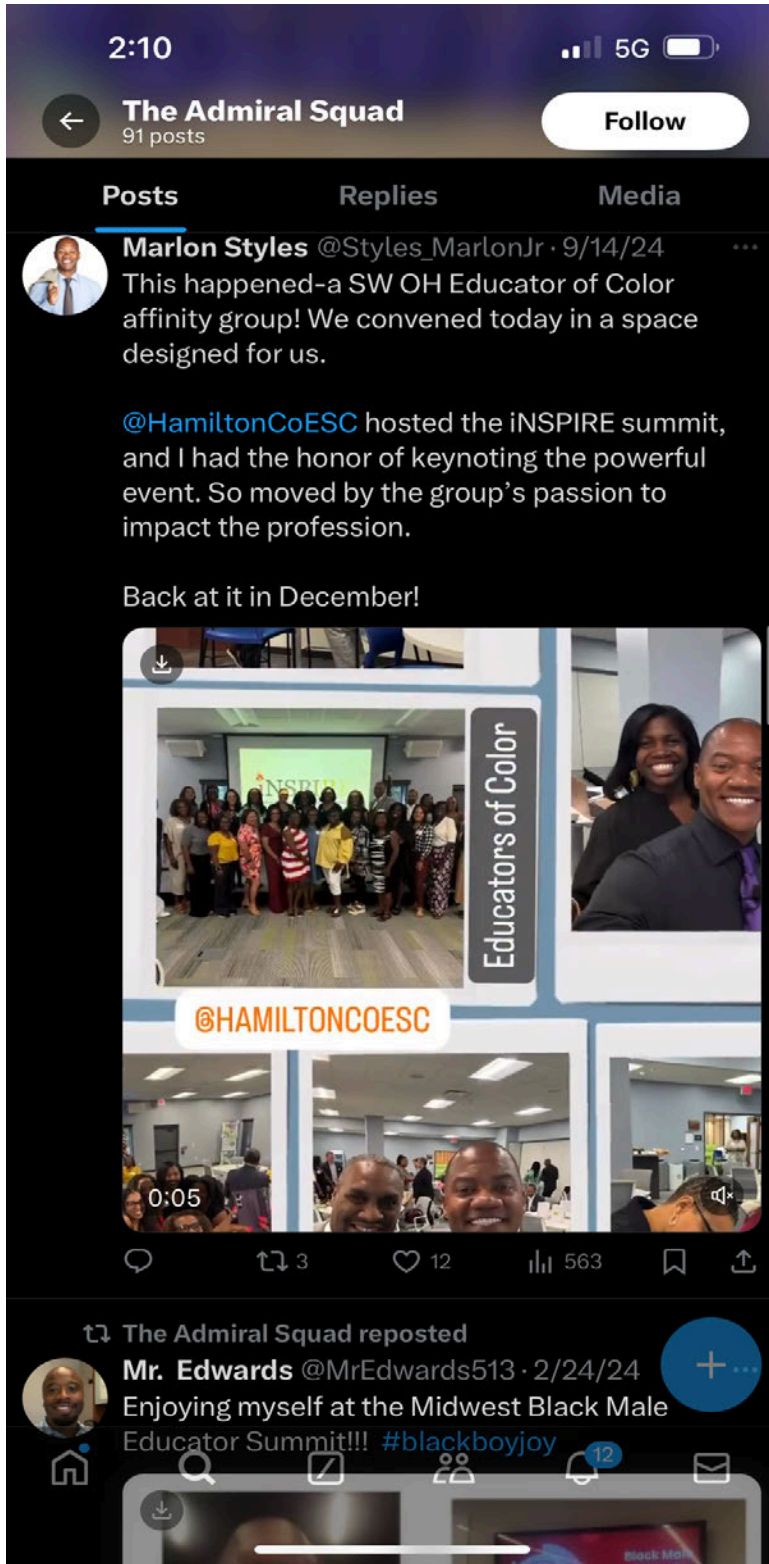 2:10
5G
The Admiral Squad
91 posts
Follow
Posts
Replies
Media
Marlon Styles @Styles_MarlonJr · 9/14/24
This happened-a SW OH Educator of Color
affinity group! We convened today in a space
designed for us.
@HamiltonCoESC hosted the iNSPIRE summit,
and I had the honor of keynoting the powerful
event. So moved by the group's passion to
impact the profession.
Back at it in December!
iNSPIRE
Educators of Color
@HAMILTONCOESC
0:05
3
12
563
The Admiral Squad reposted
Mr. Edwards @MrEdwards513 · 2/24/24
Enjoying myself at the Midwest Black Male
Educator Summit!!! #blackboyjoy
12
Black Male